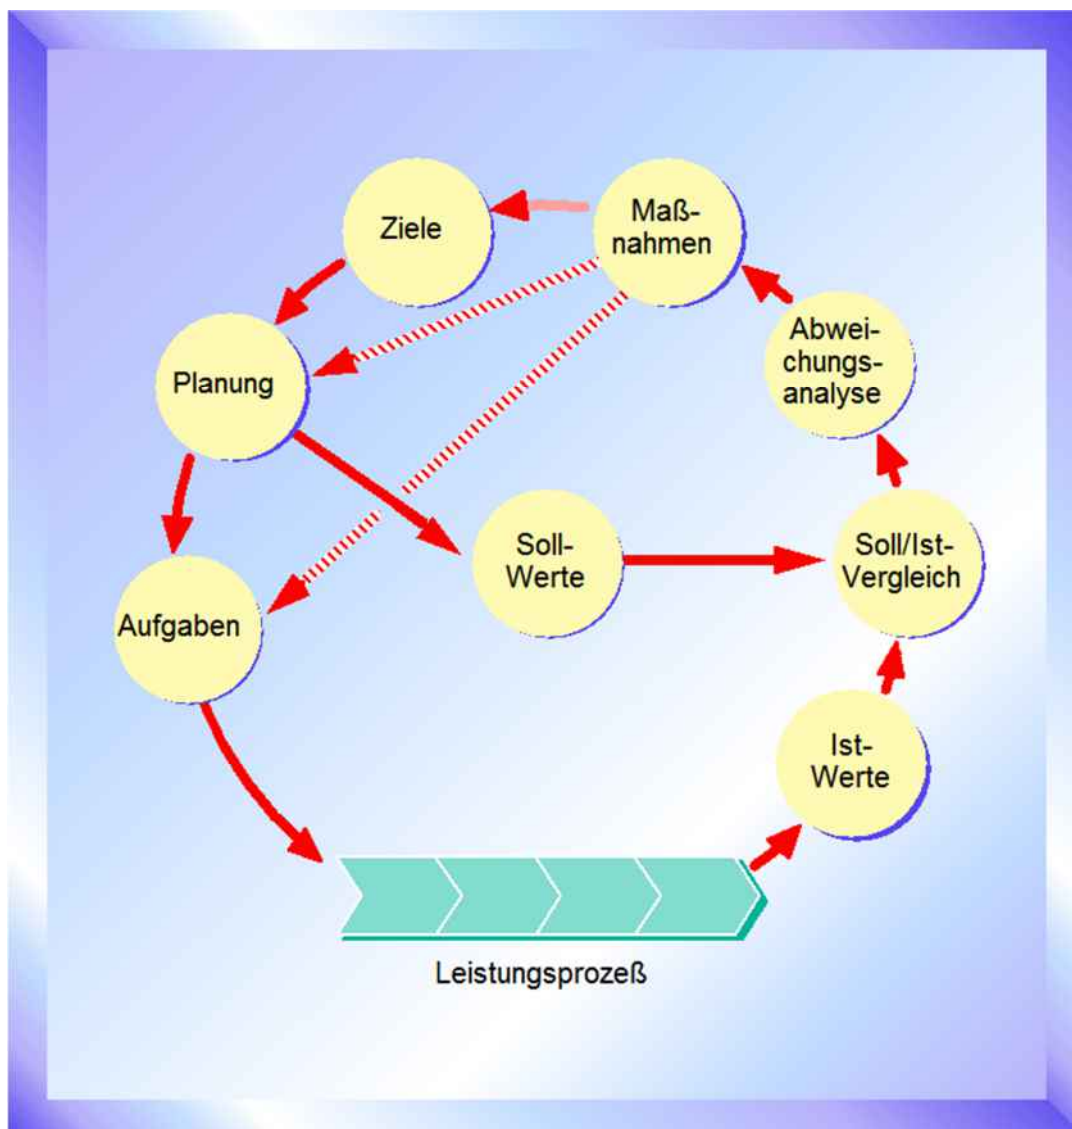 Ziele
Maß-
nahmen
Abwei-
chungs-
analyse
Planung
Soll-
Werte
Soll/Ist-
Vergleich
Aufgaben
Ist-
Werte
Leistungsprozeß